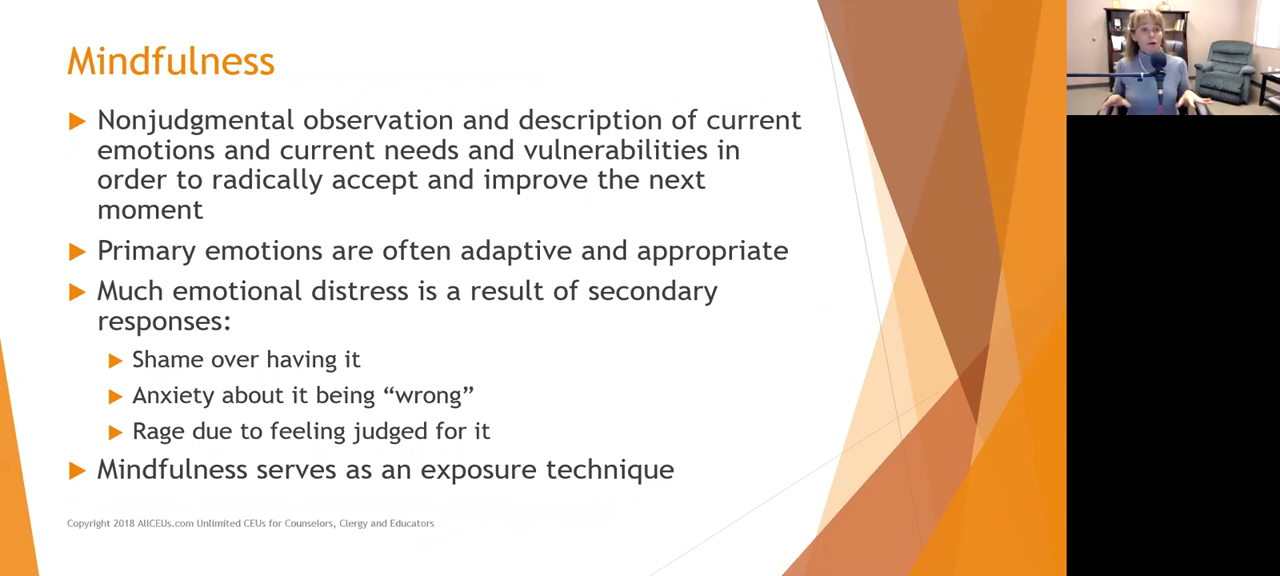 Mindfulness
Nonjudgmental observation and description of current
emotions and current needs and vulnerabilities in
order to radically accept and improve the next
moment
Primary emotions are often adaptive and appropriate
Much emotional distress is a result of secondary
responses:
Shame over having it
Anxiety about it being “wrong”
Rage due to feeling judged for it
Mindfulness serves as an exposure technique
Copyright 2018 AllCEUs.com Unlimited CEUs for Counselors, Clergy and Educators